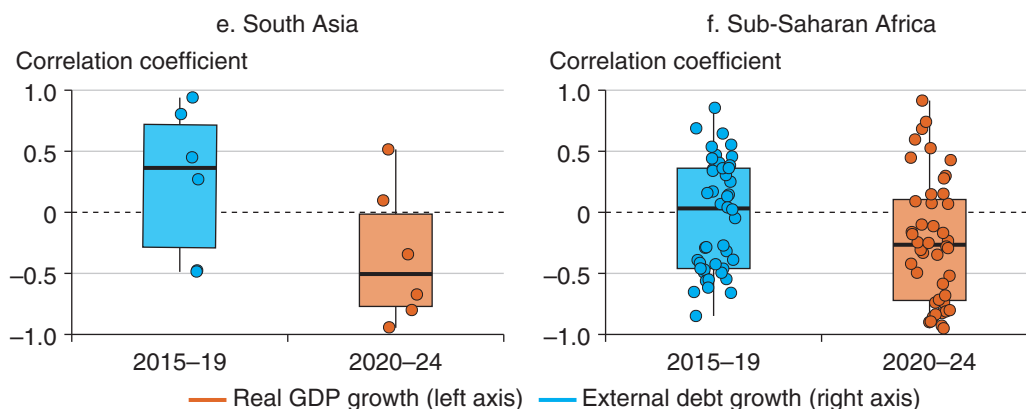 e. South Asia
Correlation coefficient
1.0
0.5
0
–0.5
–1.0
2015–19 2020–24
f. Sub-Saharan Africa
Correlation coefficient
1.0
0.5
0
–0.5
–1.0
2015–19 2020–24
Real GDP growth (left axis) External debt growth (right axis)